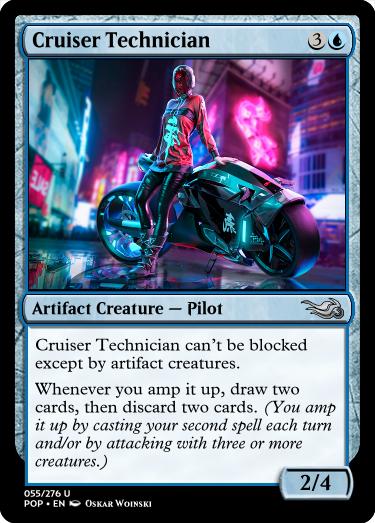 Cruiser Technician 3
Artifact Creature — Pilot
Cruiser Technician can't be blocked
except by artifact creatures.
Whenever you amp it up, draw two
cards, then discard two cards. (You amp
it up by casting your second spell each turn
and/or by attacking with three or more
creatures.)
2/4
055/276 U
POP • EN Oskar Woinski